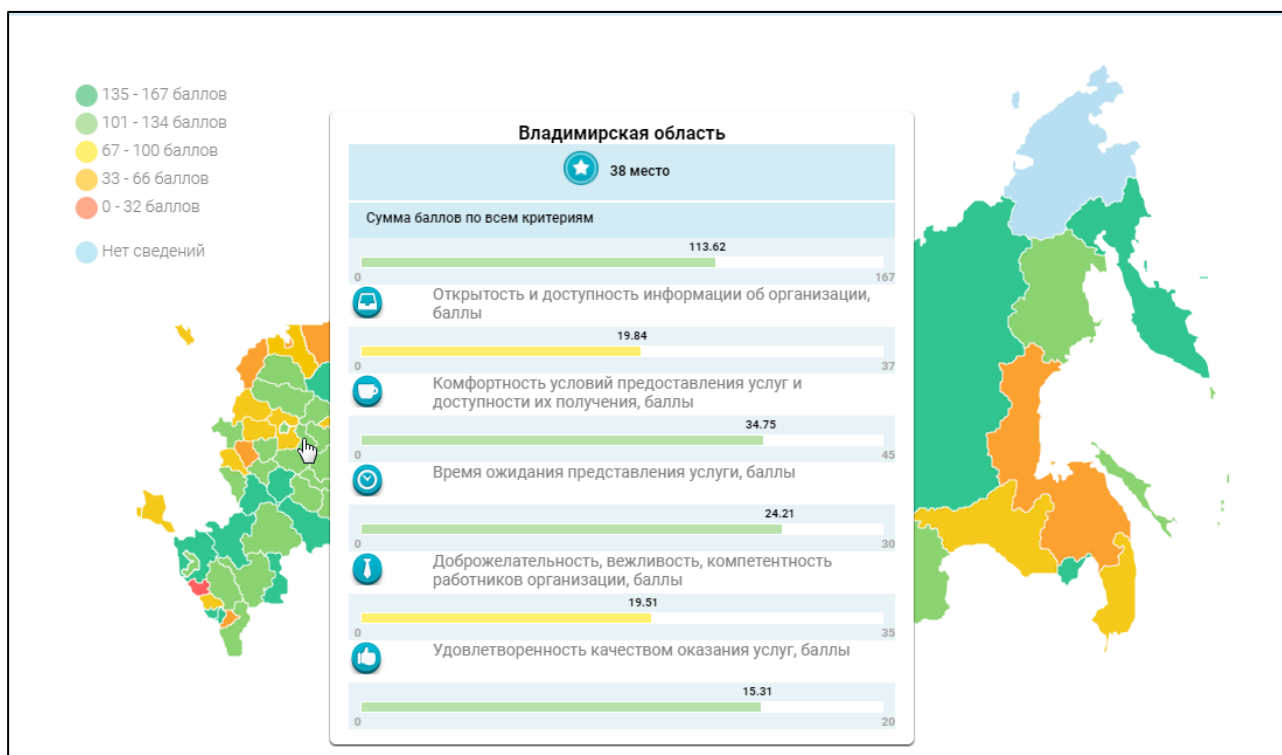 135 - 167 баллов
101 - 134 баллов
67 - 100 баллов
33 - 66 баллов
0 - 32 баллов
Нет сведений
Владимирская область
38 место
Сумма баллов по всем критериям
113.62
0
167
Открытость и доступность информации об организации,
баллы
19.84
0
37
Комфортность условий предоставления услуг и
доступности их получения, баллы
34.75
0
45
Время ожидания представления услуги, баллы
24.21
0
30
Доброжелательность, вежливость, компетентность
работников организации, баллы
19.51
0
35
Удовлетворенность качеством оказания услуг, баллы
15.31
0
20